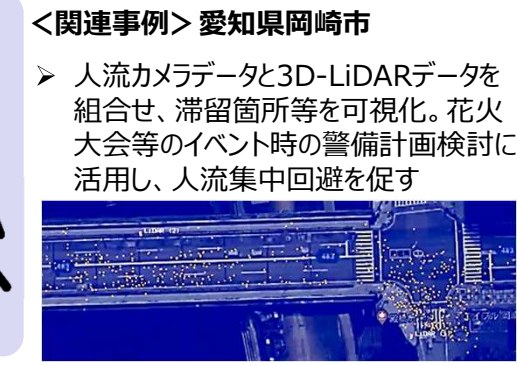 ＜関連事例＞愛知県岡崎市
➢ 人流カメラデータと3D-LiDARデータを
組合せ、滞留箇所等を可視化。花火
大会等のイベント時の警備計画検討に
活用し、人流集中回避を促す
LiDAR (2)
482